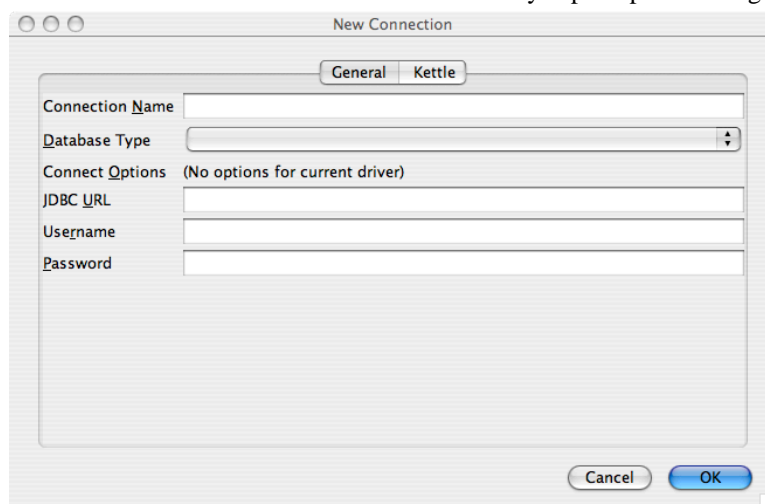 New Connection
General Kettle
Connection Name
Database Type
Connect Options (No options for current driver)
JDBC URL
Username
Password
Cancel OK